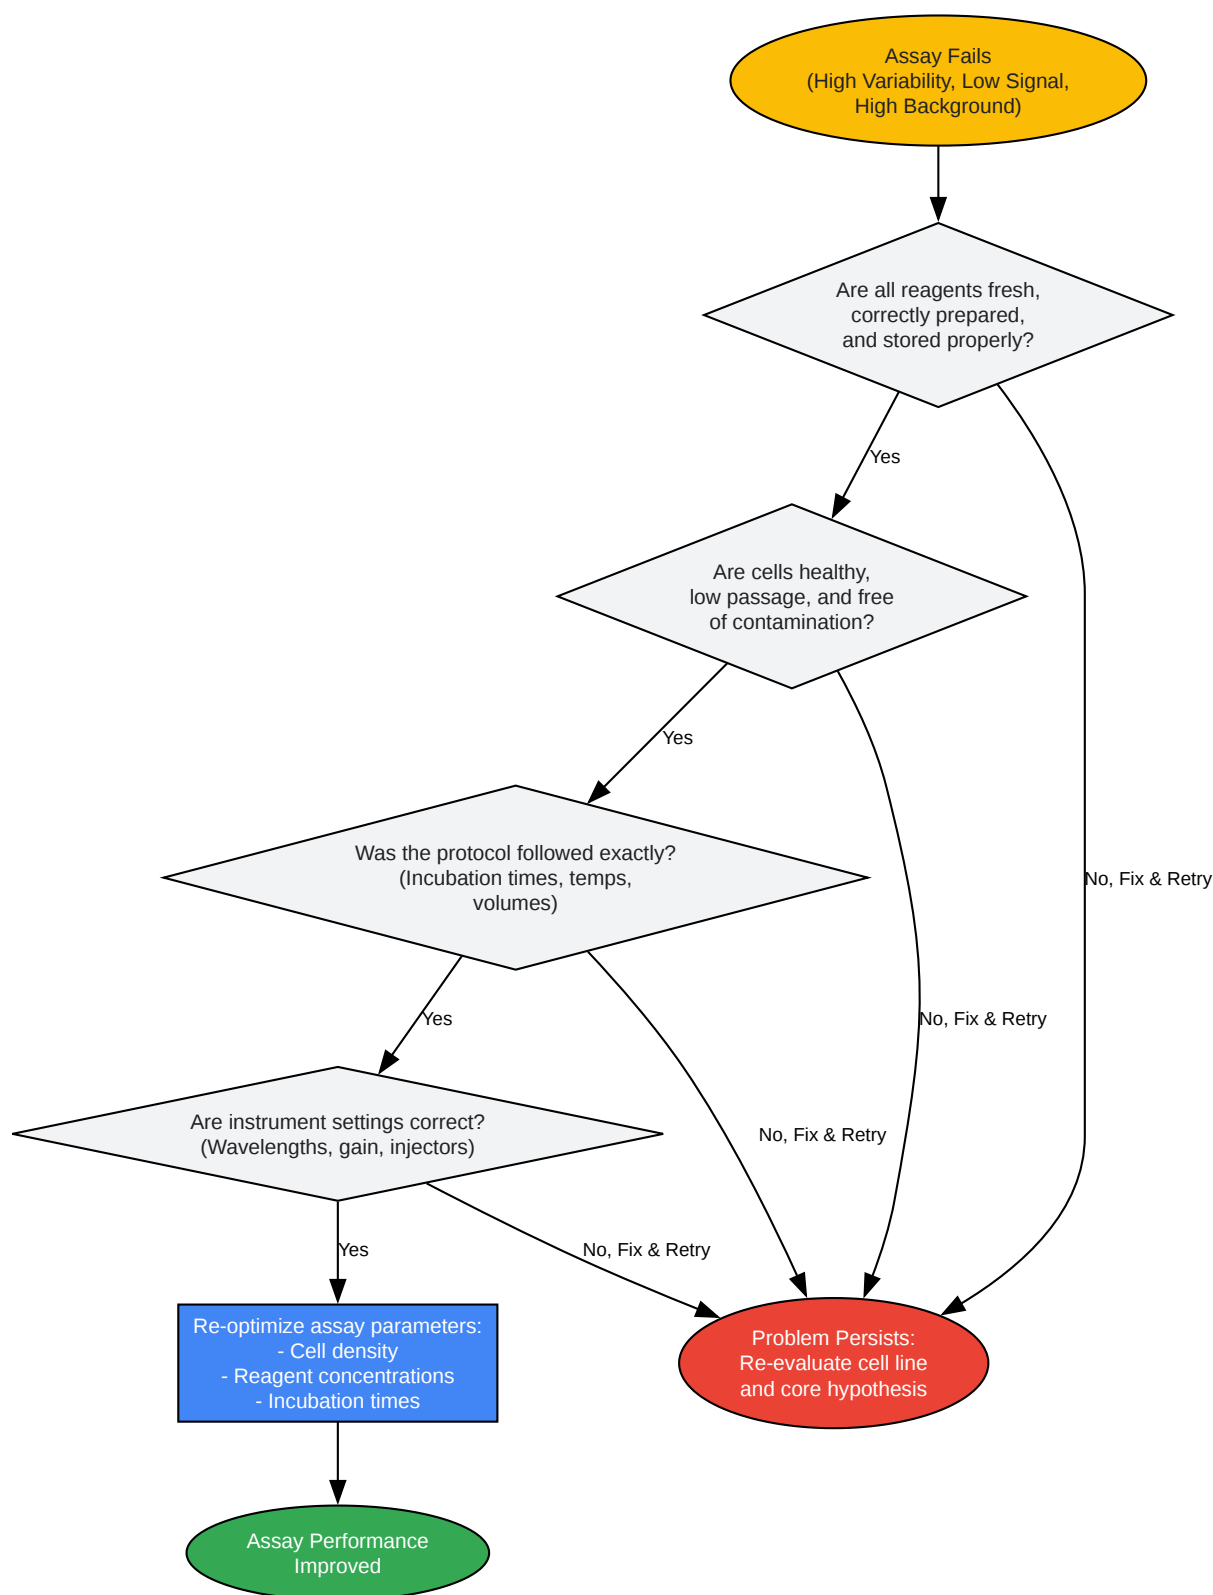 Assay Fails
(High Variability, Low Signal,
High Background)
Are all reagents fresh,
correctly prepared,
and stored properly?
Yes
Are cells healthy,
low passage, and free
of contamination?
Yes
Was the protocol followed exactly?
(Incubation times, temps,
volumes)
No, Fix & Retry
Yes
No, Fix & Retry
Are instrument settings correct?
(Wavelengths, gain, injectors)
No, Fix & Retry
Yes
No, Fix & Retry
Re-optimize assay parameters:
- Cell density
- Reagent concentrations
- Incubation times
Problem Persists:
Re-evaluate cell line
and core hypothesis
Assay Performance
Improved